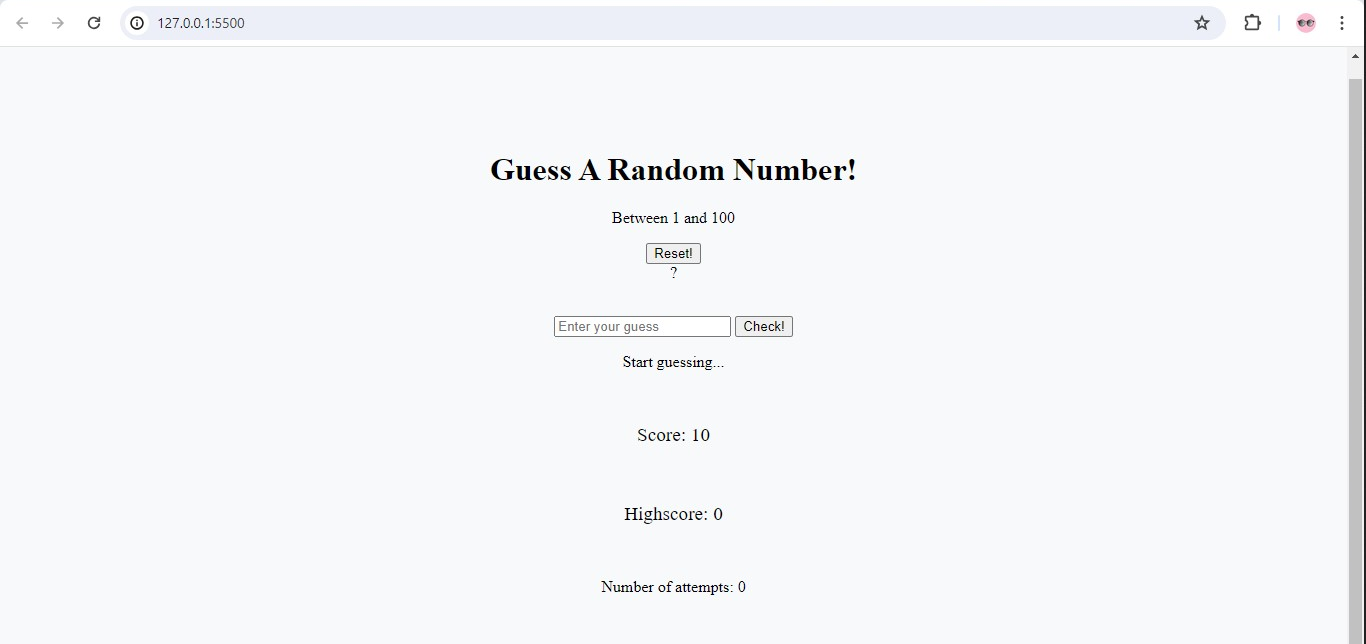 127.0.0.1:5500
Guess A Random Number!
Between 1 and 100
Reset!
?
Enter your guess Check!
Start guessing...
Score: 10
Highscore: 0
Number of attempts: 0